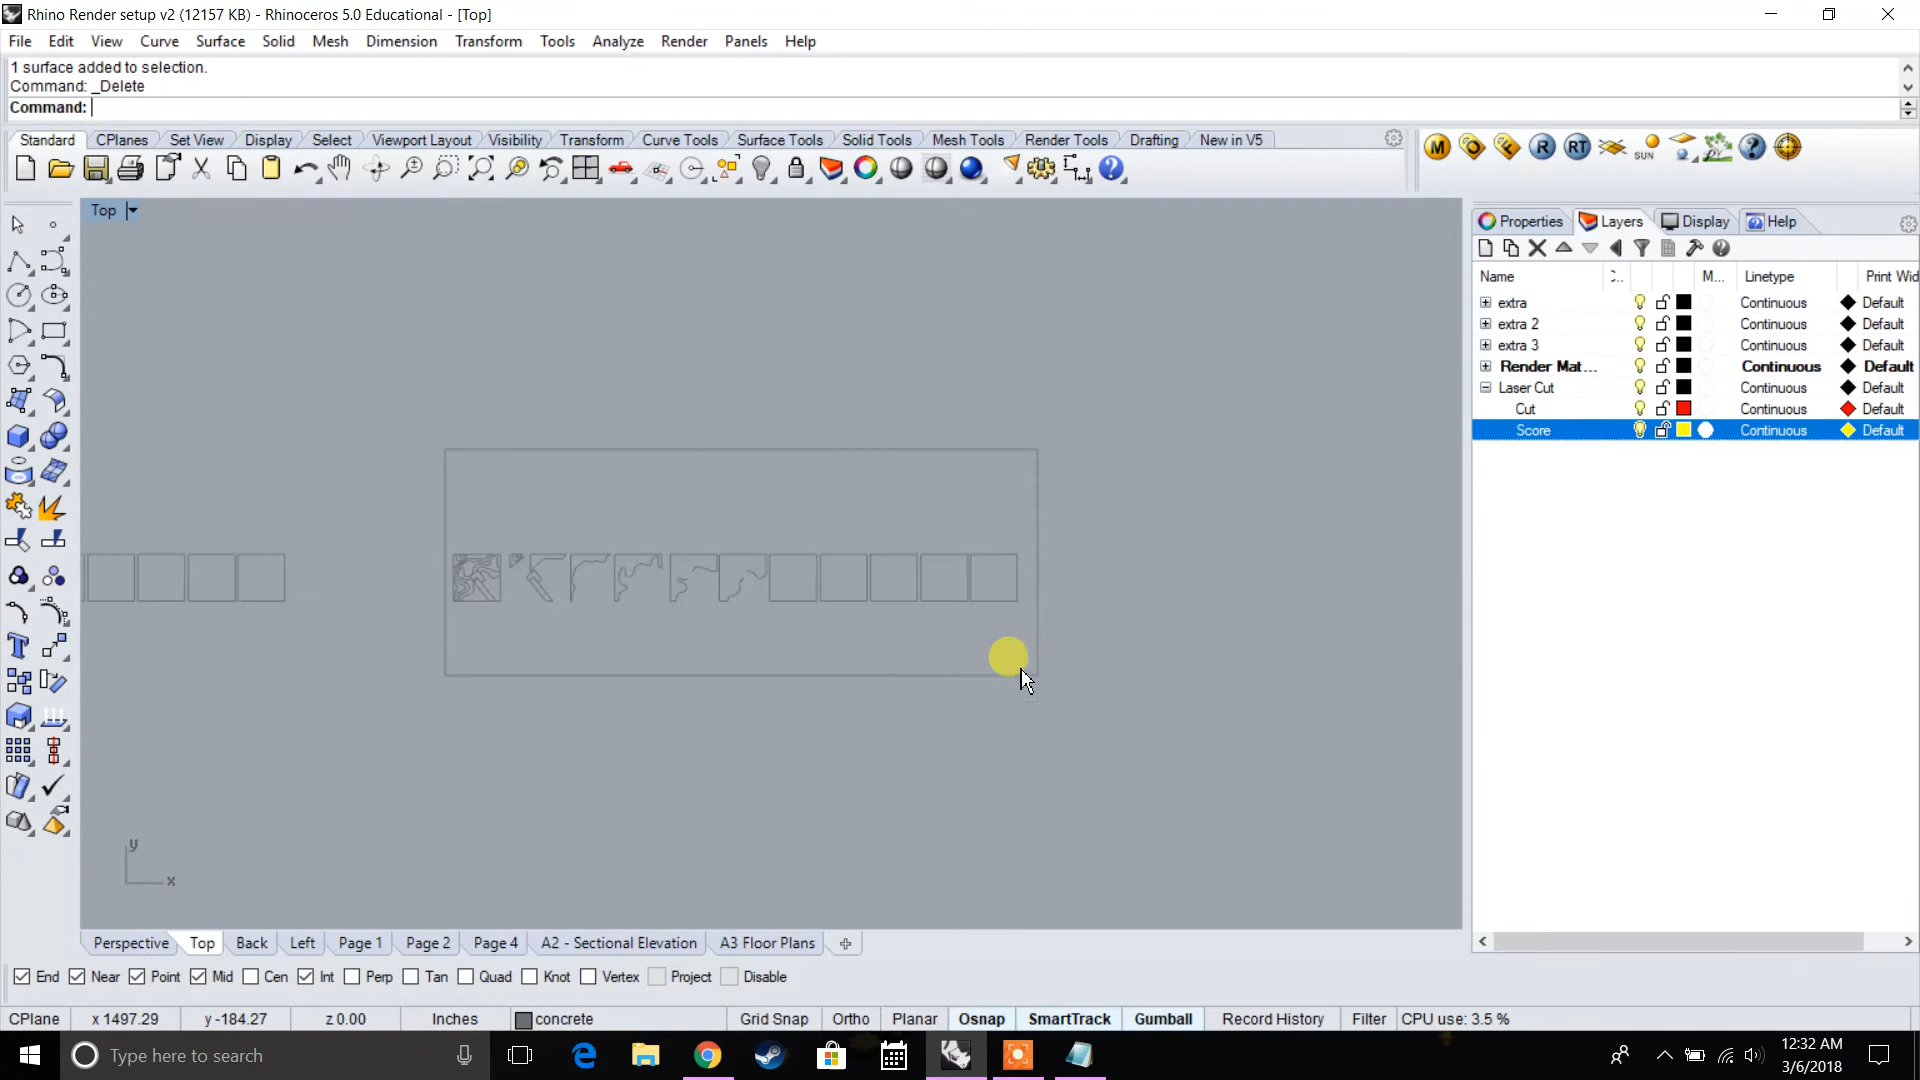 Rhino Render setup v2 (12157 KB) - Rhinoceros 5.0 Educational - [Top]
File Edit View Curve Surface Solid Mesh Dimension Transform Tools Analyze Render Panels Help
1 surface added to selection.
Command: _Delete
Command:
Standard CPlanes Set View Display Select Viewport Layout Visibility Transform Curve Tools Surface Tools Solid Tools Mesh Tools Render Tools Drafting New in V5
M R RT SUN
Top
Properties Layers Display Help
Name M... Linetype Print Wid
extra Continuous Default
extra 2 Continuous Default
extra 3 Continuous Default
Render Mat... Continuous Default
Laser Cut Continuous Default
Cut Continuous Default
Score Continuous Default
y
x
Perspective Top Back Left Page 1 Page 2 Page 4 A2 - Sectional Elevation A3 Floor Plans
End Near Point Mid Cen Int Perp Tan Quad Knot Vertex Project Disable
CPlane x 1497.29 y -184.27 z 0.00 Inches concrete Grid Snap Ortho Planar Osnap SmartTrack Gumball Record History Filter CPU use: 3.5 %
Type here to search
12:32 AM
3/6/2018